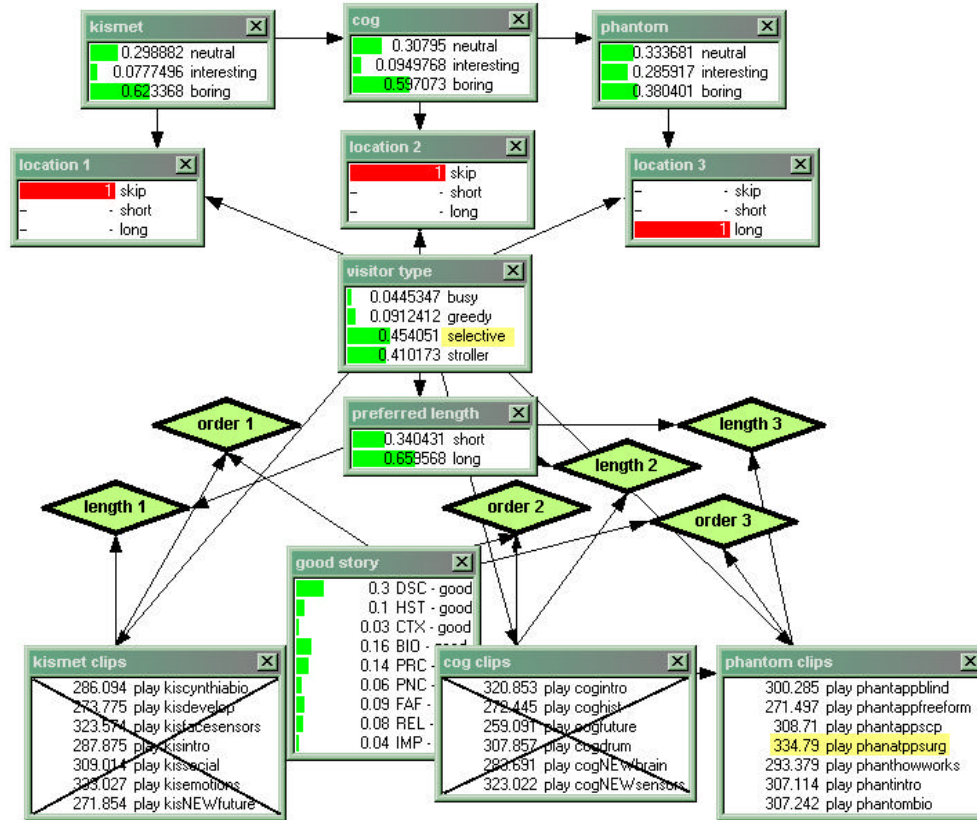 kismet
0.298882 neutral
0.0777496 interesting
0.623368 boring
cog
0.30795 neutral
0.0949768 interesting
0.597073 boring
phantom
0.333681 neutral
0.285917 interesting
0.380401 boring
location 1
1 skip
- - short
- - long
location 2
1 skip
- - short
- - long
location 3
- - skip
- - short
1 long
visitor type
0.0445347 busy
0.0912412 greedy
0.454051 selective
0.410173 stroller
preferred length
0.340431 short
0.659568 long
order 1
length 1
length 3
length 2
order 2
order 3
good story
0.3 DSC - good
0.1 HST - good
0.03 CTX - good
0.16 BIO - good
0.14 PRC -
0.06 PNC -
0.09 FAF -
0.08 REL -
0.04 IMP -
kismet clips
286.094 play kiscynthiabio
273.775 play kisdevelop
323.574 play kisfacesensors
287.875 play kisintro
309.014 play kissocial
333.027 play kisemotions
271.854 play kisNEWfuture
cog clips
320.853 play cogintro
272.445 play coghist
259.091 play cogfuture
307.857 play cogdrum
283.691 play cogNEWbrain
323.022 play cogNEWsensors
phantom clips
300.285 play phantappblind
271.497 play phantappfreeform
308.71 play phantappscp
334.79 play phanatppsurg
293.379 play phanthowworks
307.114 play phantintro
307.242 play phantombio